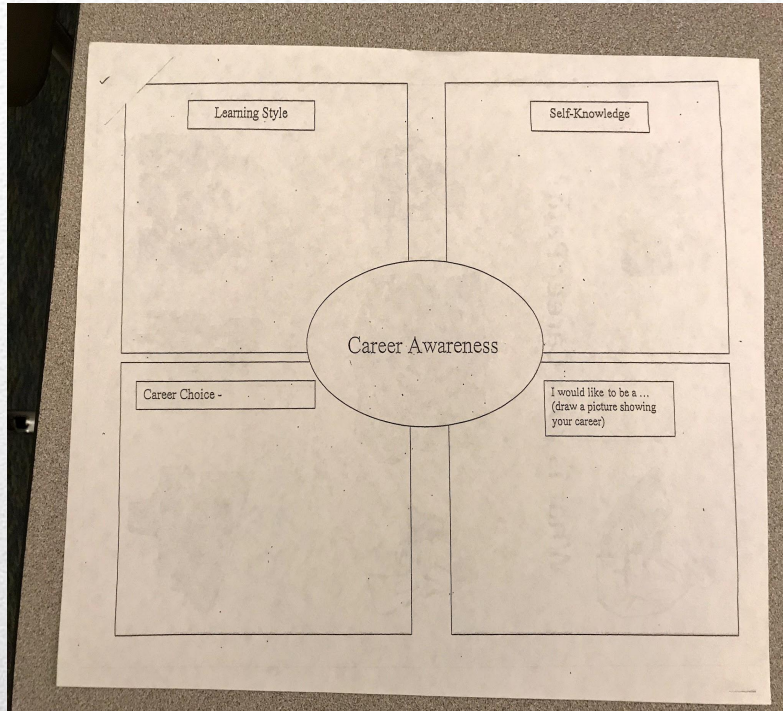 Learning Style
Self-Knowledge
Career Awareness
Career Choice -
I would like to be a ...
(draw a picture showing
your career)